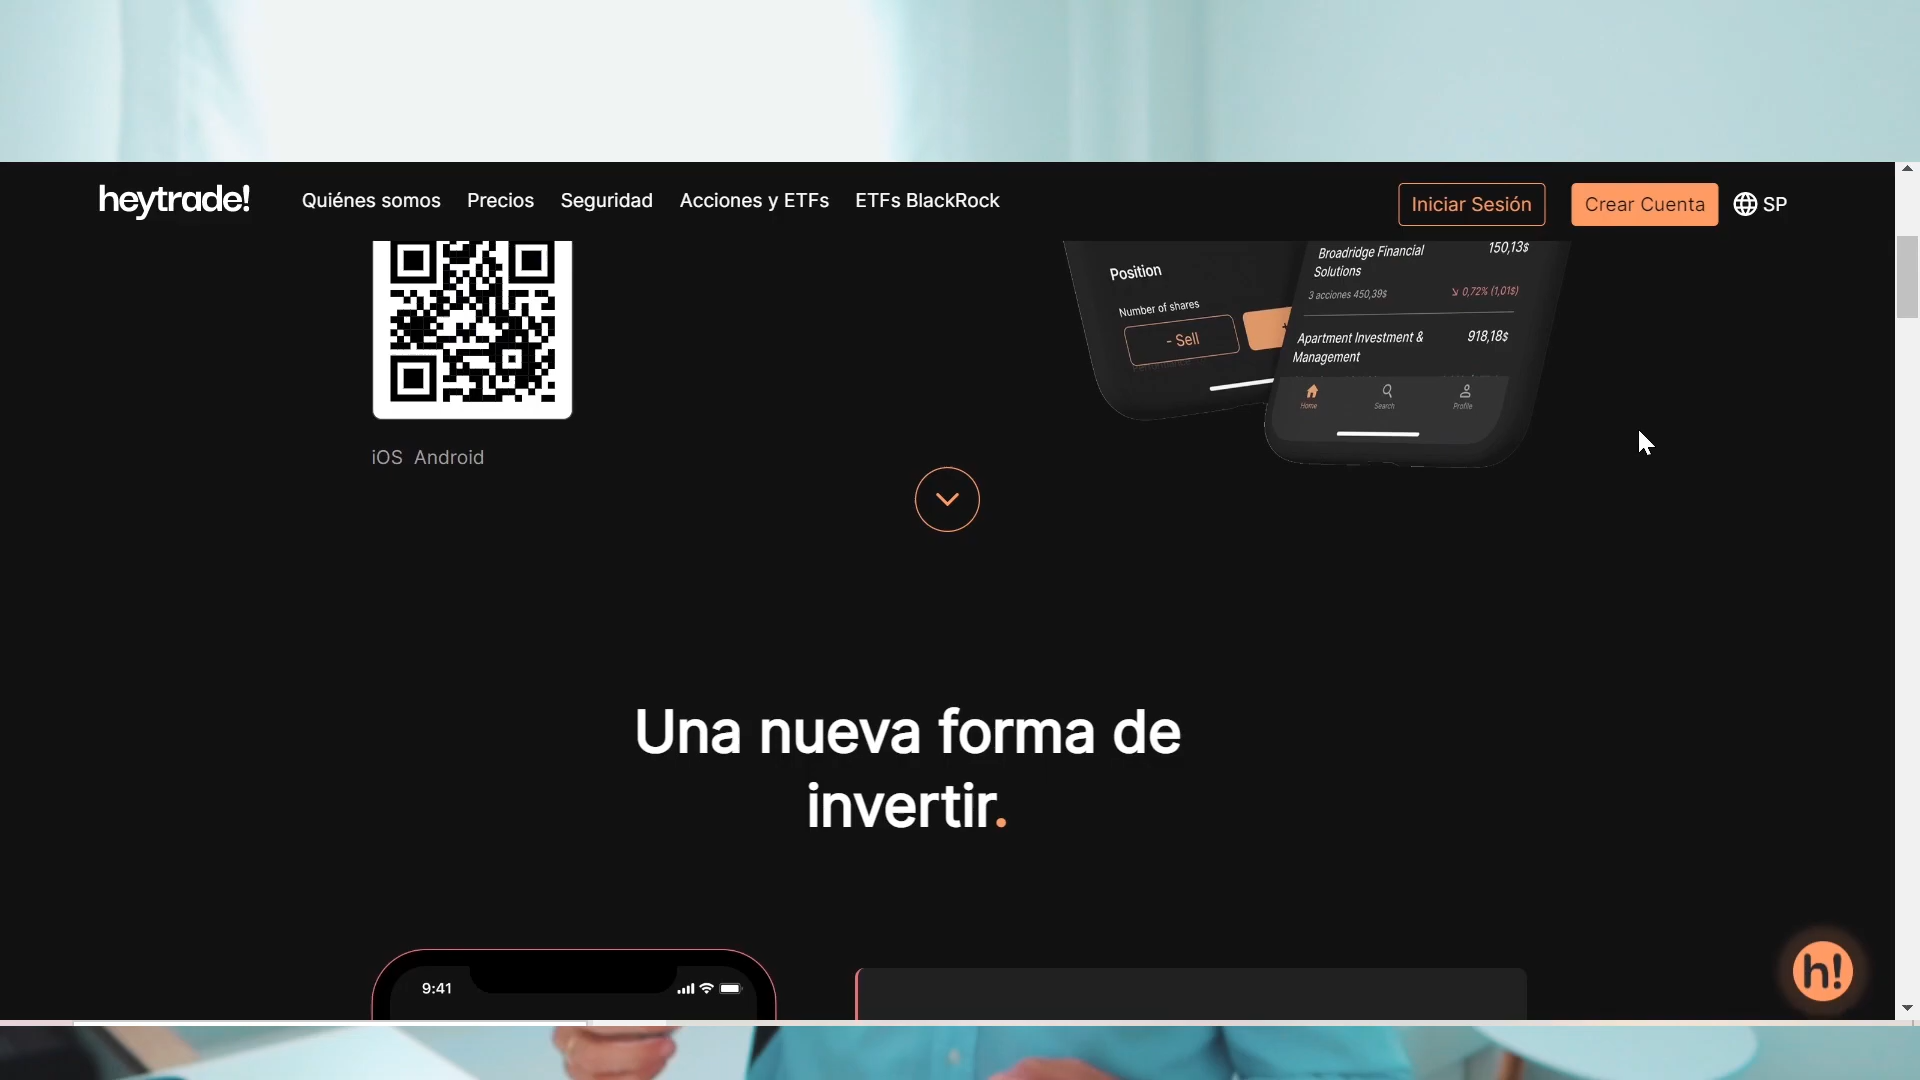 heytrade!
Quiénes somos
Precios
Seguridad
Acciones y ETFs
ETFs BlackRock
Iniciar Sesión
Crear Cuenta
SP
iOS Android
Position
Number of shares
- Sell
Broadridge Financial
Solutions
150,13$
3 acciones 450,39$
0,72% (1,01$)
Apartment Investment &
Management
918,18$
Home
Search
Profile
Una nueva forma de
invertir.
9:41
h!